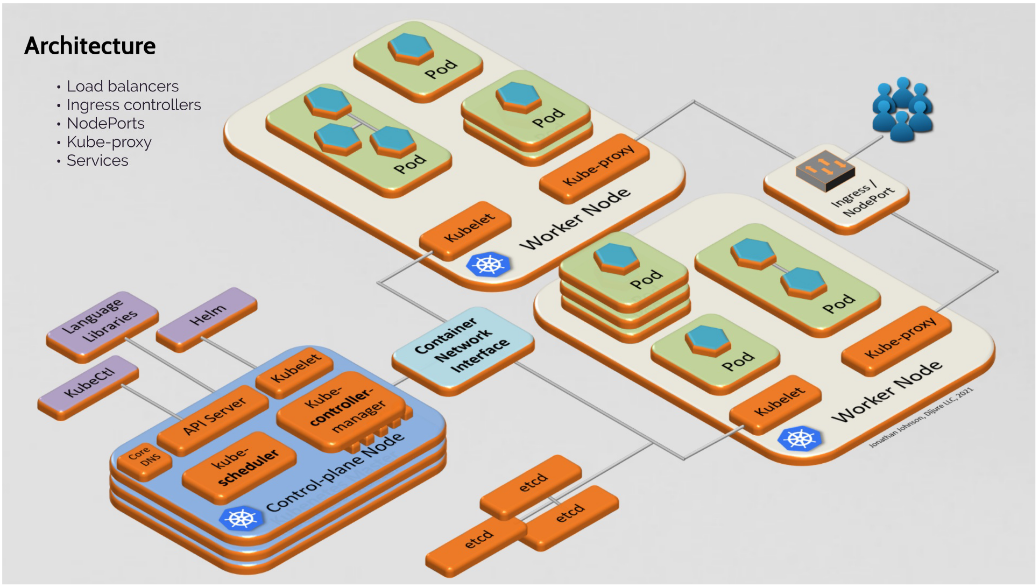 Architecture
• Load balancers
• Ingress controllers
• NodePorts
• Kube-proxy
• Services
Pod
Pod
Pod
Kube-proxy
Kubelet
Worker Node
Ingress /
NodePort
Pod
Pod
Pod
Kube-proxy
Kubelet
Worker Node
Jonathan Johnson, Dijure LLC, 2021
Container
Network
Interface
Language
Libraries
Helm
KubeCtl
Kubelet
API Server
Kube-
controller-
manager
Core
DNS
kube-
scheduler
Control-plane Node
etcd
etcd
etcd